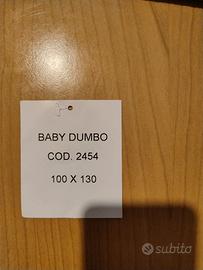 BABY DUMBO
COD. 2454
100 X 130
subito